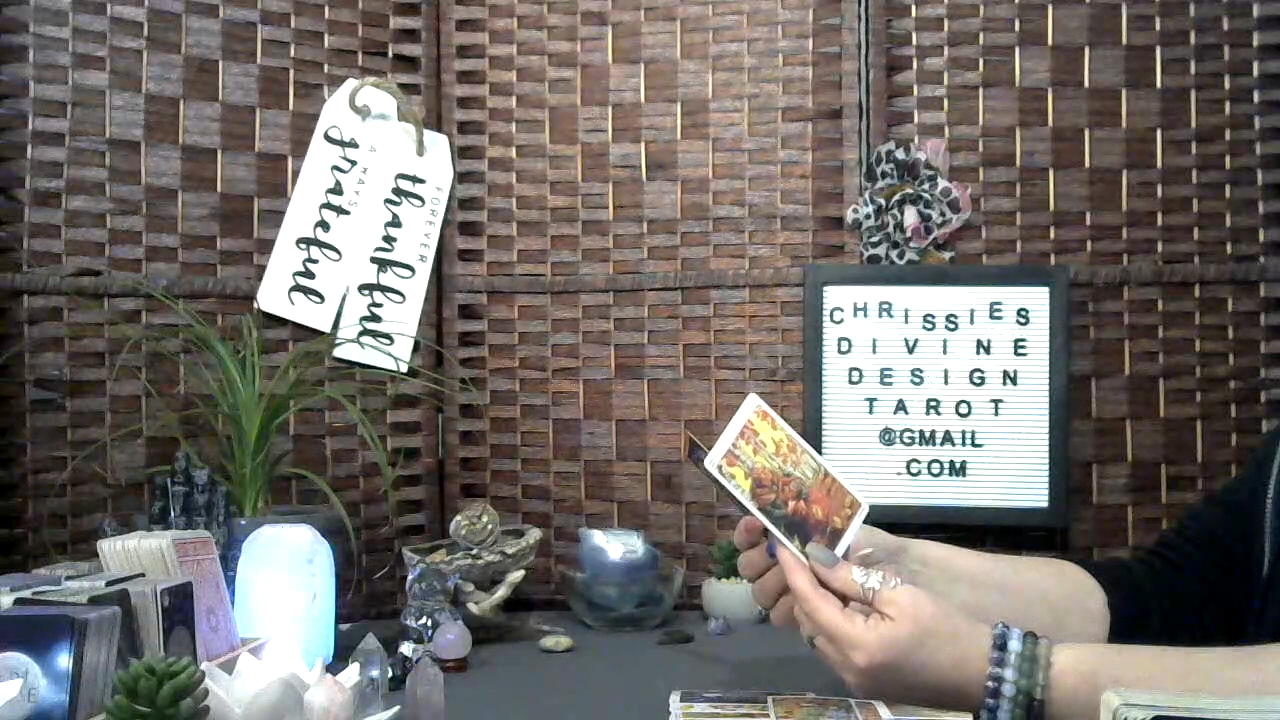 FOREVER
thankful
ALWAYS
grateful
CHRISSIES
DIVINE
DESIGN
TAROT
@GMAIL
.COM